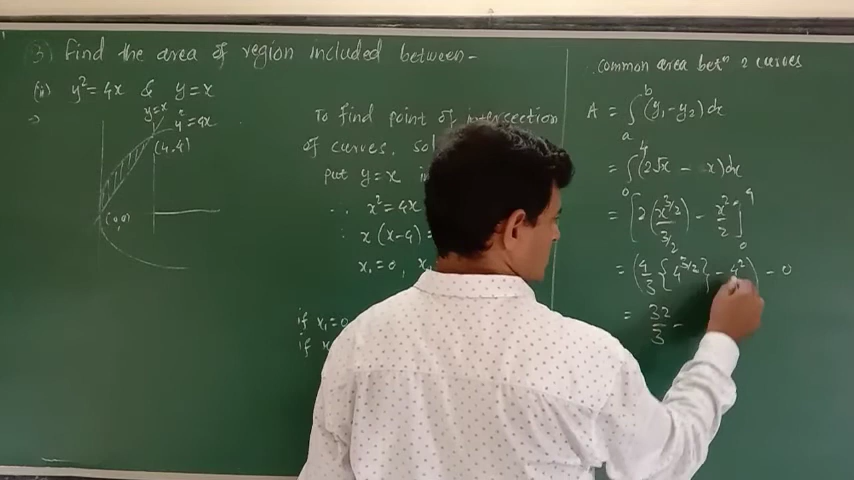 (3) Find the area of region included between-
(ii) y² = 4x & y = x
⇒
y=x
y² = 4x
(4,4)
(0,0)
To find point of intersection
of curves,
put y = x
∴ x² = 4x
∴ x (x-4) =
x₁ = 0,
if x₁ = 0
if
common area betⁿ 2 curves
A = ∫ₐᵇ (y₁ - y₂) dx
= ∫₀⁴ (2√x - x) dx
= [2 (x^3/2 / 3/2) - x²/2]₀⁴
= (4/3 {4^3/2} - 4²) - 0
= 32/3 -